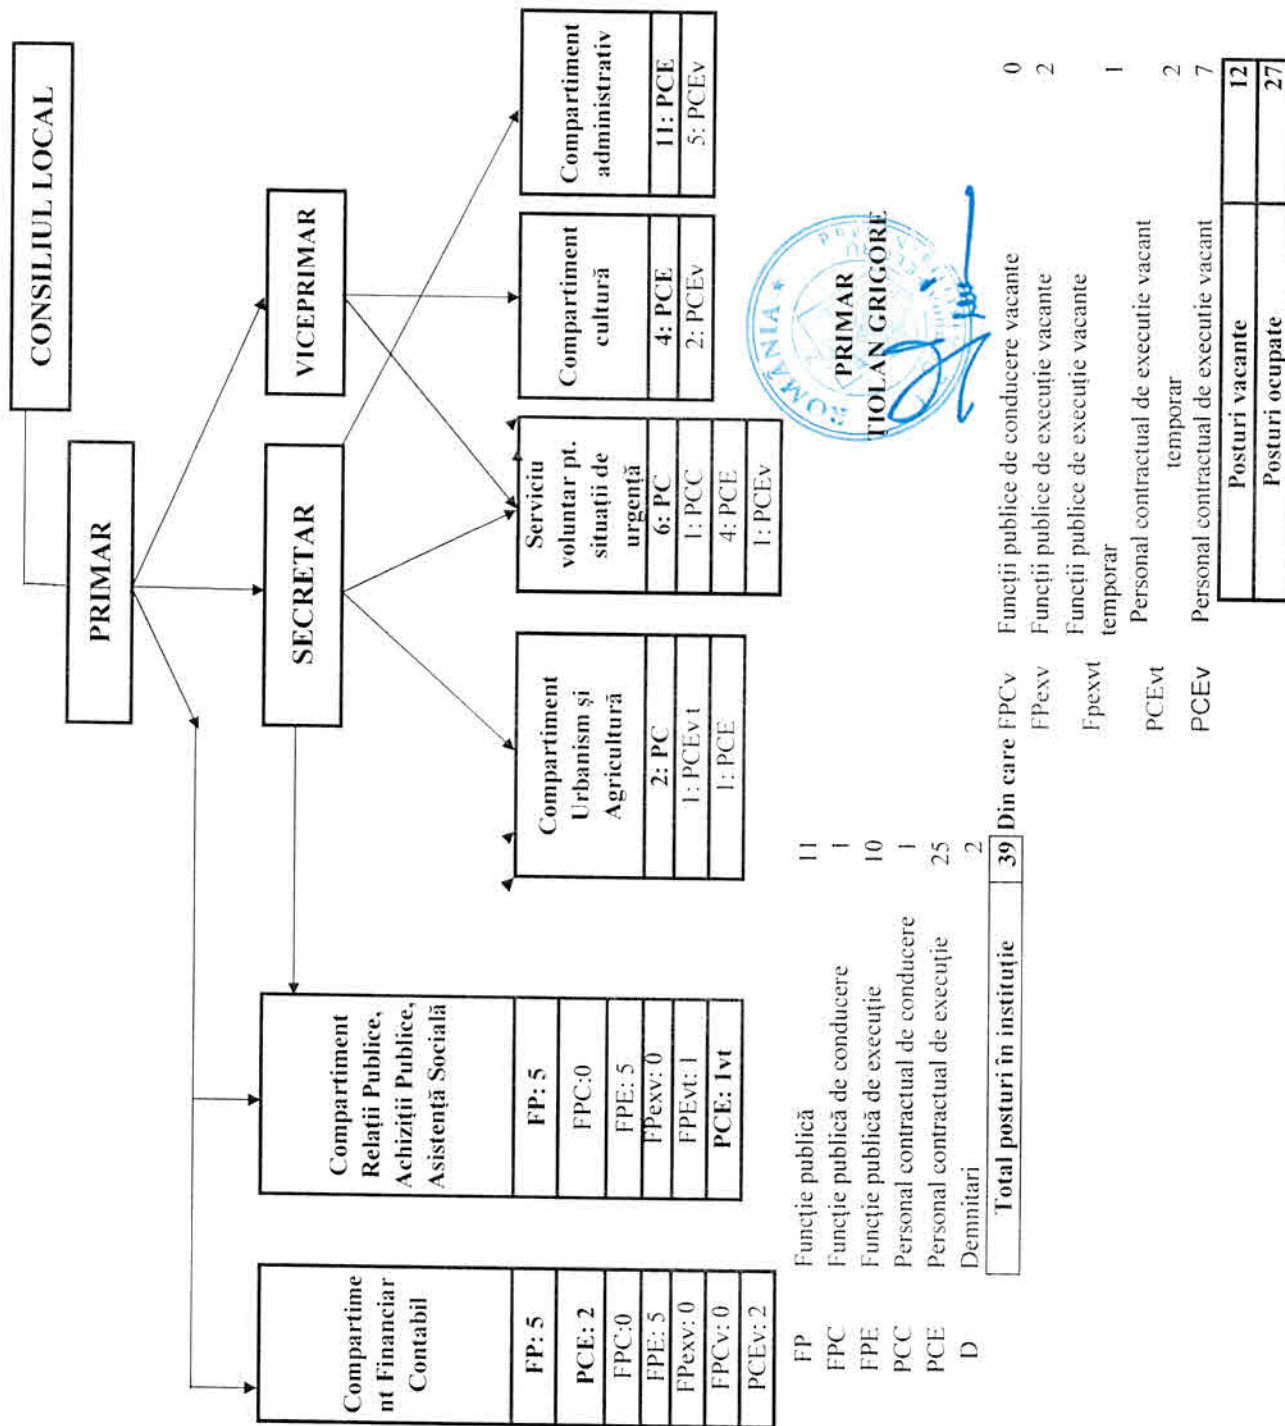 CONSILIUL LOCAL
PRIMAR
SECRETAR
VICEPRIMAR
Compartime
nt Financiar
Contabil
FP: 5
PCE: 2
FPC:0
FPE: 5
FPexv: 0
FPCv: 0
PCEv: 2
Compartiment
Relații Publice,
Achiziții Publice,
Asistență Socială
FP: 5
FPC:0
FPE: 5
FPexv: 0
FPEvt: 1
PCE: 1vt
Compartiment
Urbanism și
Agricultură
2: PC
1: PCEv t
1: PCE
Serviciu
voluntar pt.
situații de
urgență
6: PC
1: PCC
4: PCE
1: PCEv
Compartiment
cultură
4: PCE
2: PCEv
Compartiment
administrativ
11: PCE
5: PCEv
ROMÂNIA
PRIMAR
ȚIOLAN GRIGORE
FP Funcție publică 11
FPC Funcție publică de conducere 1
FPE Funcție publică de execuție 10
PCC Personal contractual de conducere 1
PCE Personal contractual de execuție 25
D Demnitari 2
Total posturi în instituție 39
Din care FPCv Funcții publice de conducere vacante 0
FPexv Funcții publice de execuție vacante 2
Fpexvt Funcții publice de execuție vacante
temporar 1
PCEvt Personal contractual de executie vacant
temporar 2
PCEv Personal contractual de executie vacant 7
Posturi vacante 12
Posturi ocupate 27